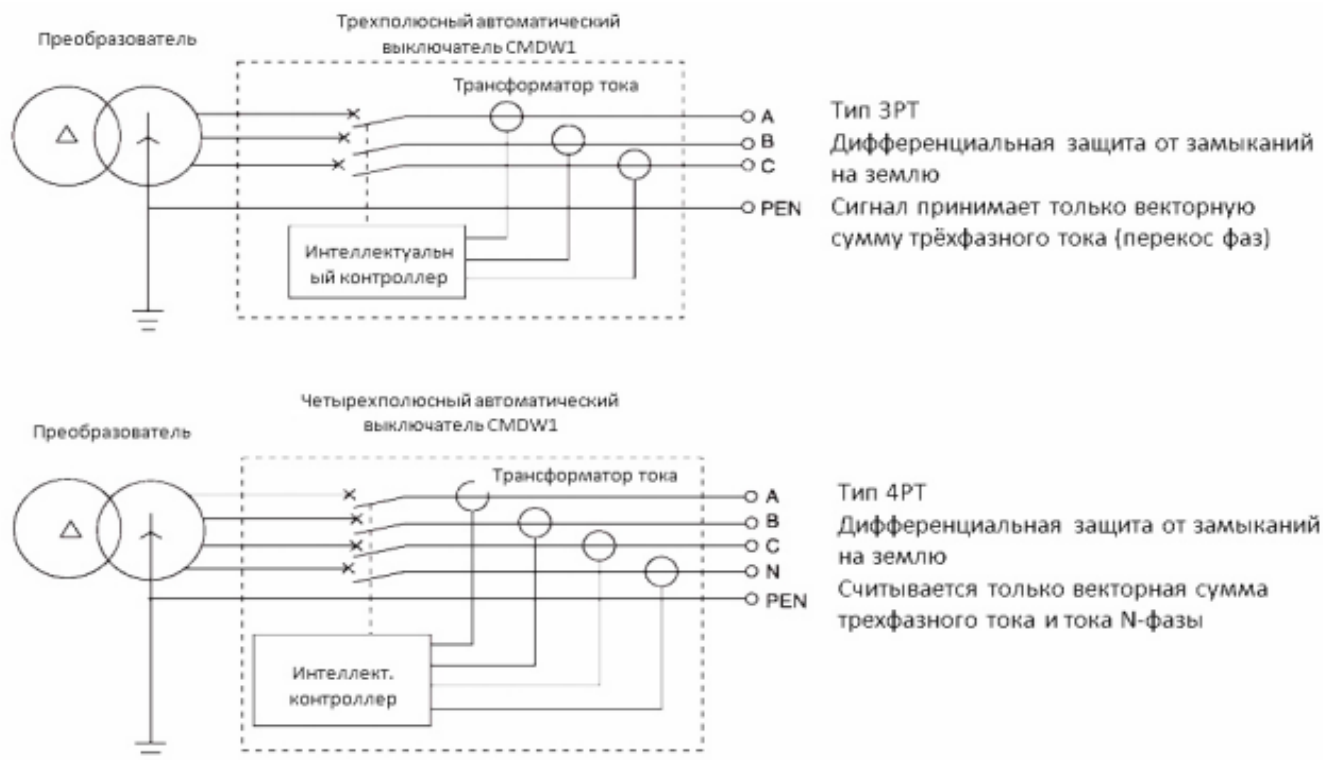 Преобразователь
Трехполюсный автоматический
выключатель CMDW1
Трансформатор тока
A
B
C
PEN
Интеллектуальн
ый контроллер
Тип 3PT
Дифференциальная защита от замыканий
на землю
Сигнал принимает только векторную
сумму трёхфазного тока (перекос фаз)
Преобразователь
Четырехполюсный автоматический
выключатель CMDW1
Трансформатор тока
A
B
C
N
PEN
Интеллект.
контроллер
Тип 4PT
Дифференциальная защита от замыканий
на землю
Считывается только векторная сумма
трехфазного тока и тока N-фазы